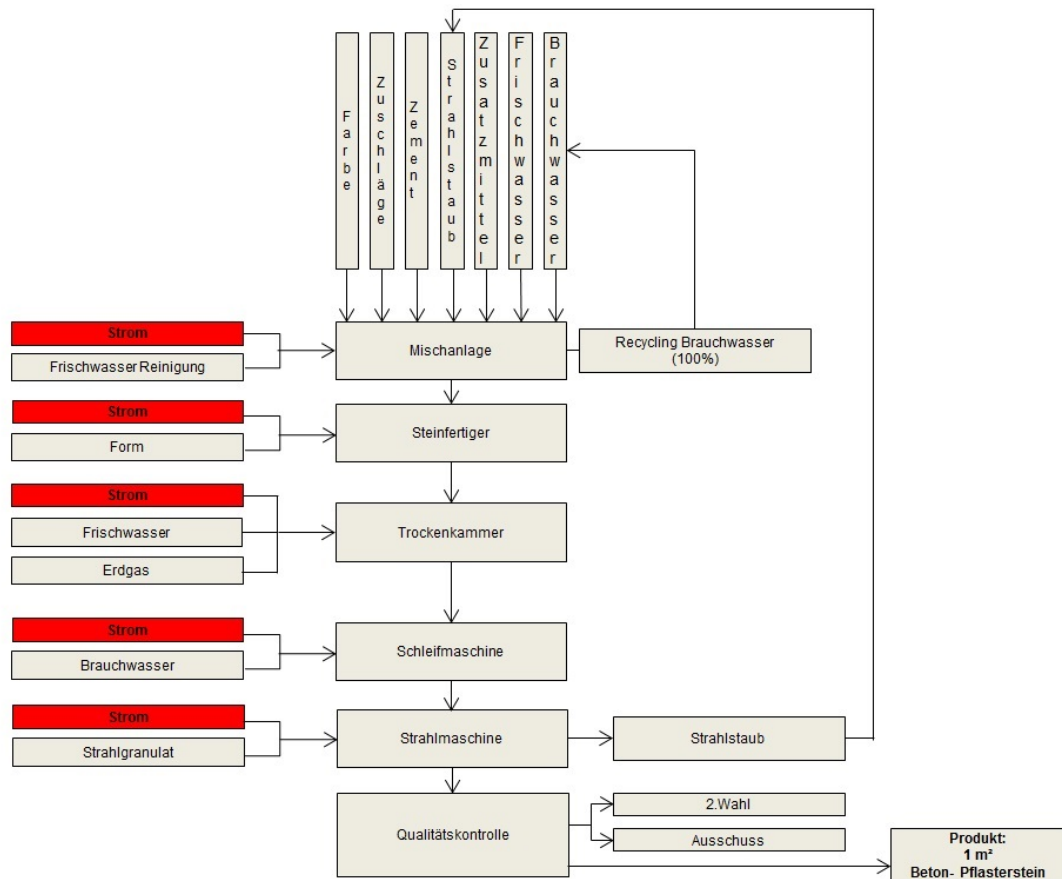 Farbe
Zuschläge
Zement
Strahlstaub
Zusatzmittel
Frischwasser
Brauchwasser
Strom
Frischwasser Reinigung
Mischanlage
Recycling Brauchwasser
(100%)
Strom
Form
Steinfertiger
Strom
Frischwasser
Erdgas
Trockenkammer
Strom
Brauchwasser
Schleifmaschine
Strom
Strahlgranulat
Strahlmaschine
Strahlstaub
Qualitätskontrolle
2.Wahl
Ausschuss
Produkt:
1 m²
Beton- Pflasterstein